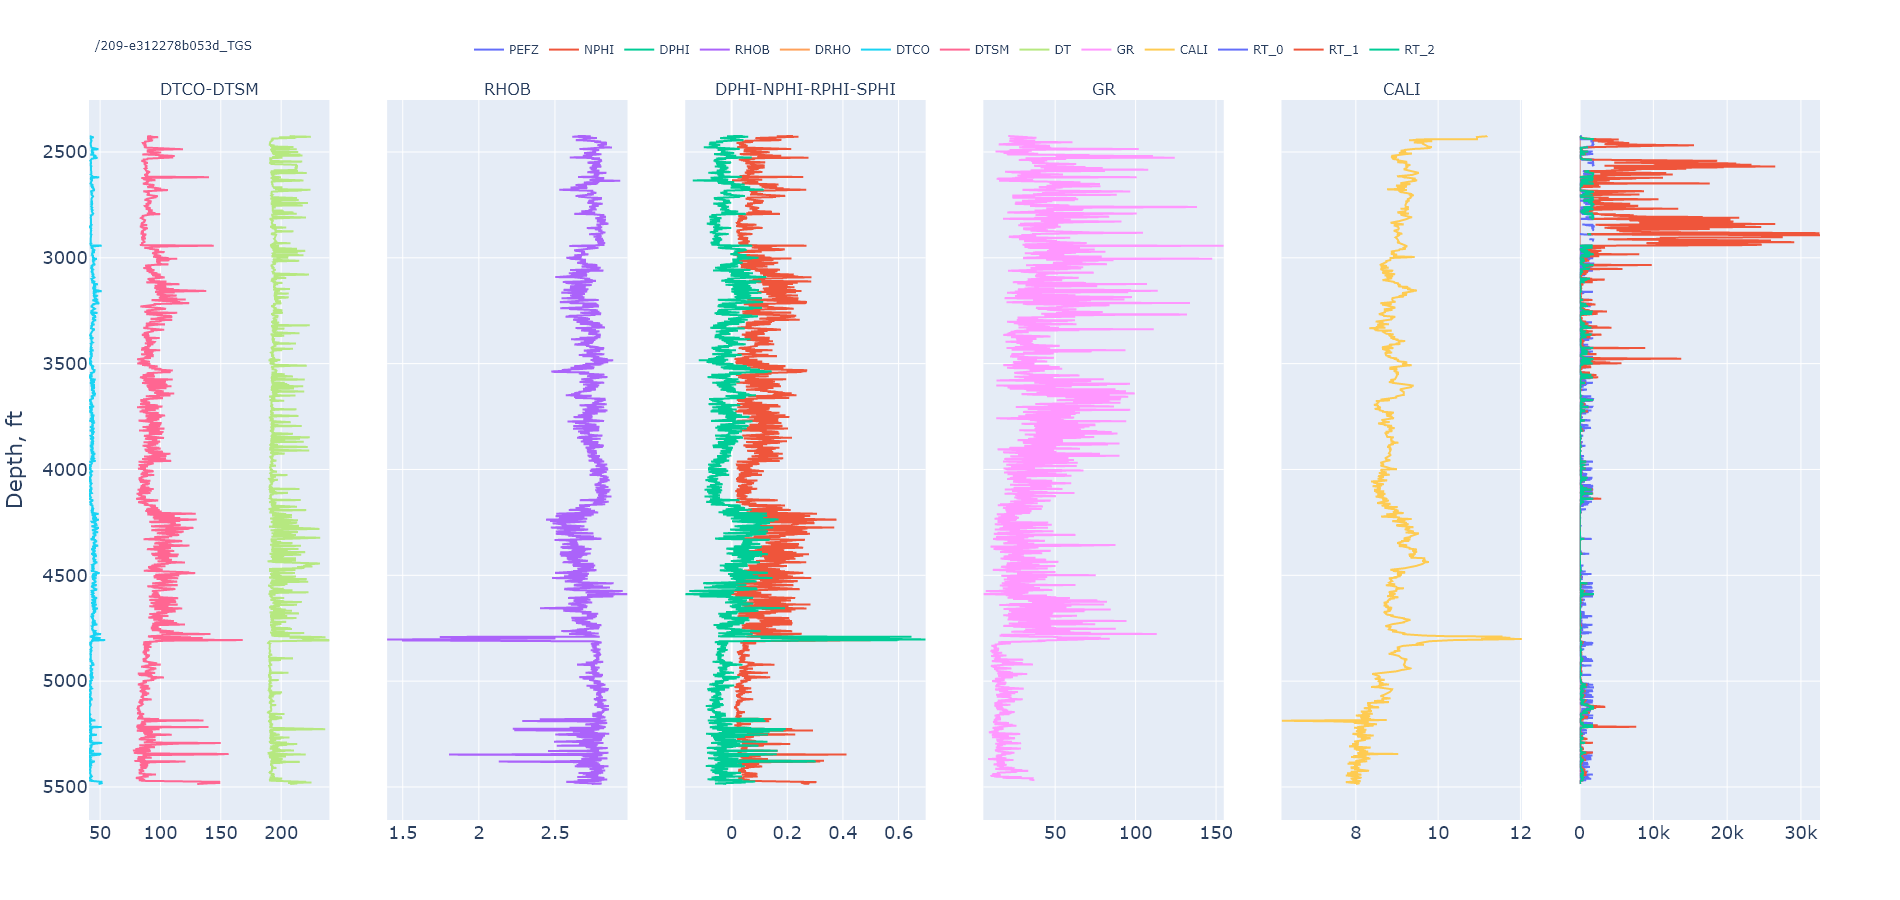 /209-e312278b053d_TGS
PEFZ NPHI DPHI RHOB DRHO DTCO DTSM DT GR CALI RT_0 RT_1 RT_2
DTCO-DTSM RHOB DPHI-NPHI-RPHI-SPHI GR CALI
2500
3000
3500
4000
4500
5000
5500
Depth, ft
50 100 150 200 1.5 2 2.5 0 0.2 0.4 0.6 50 100 150 8 10 12 0 10k 20k 30k